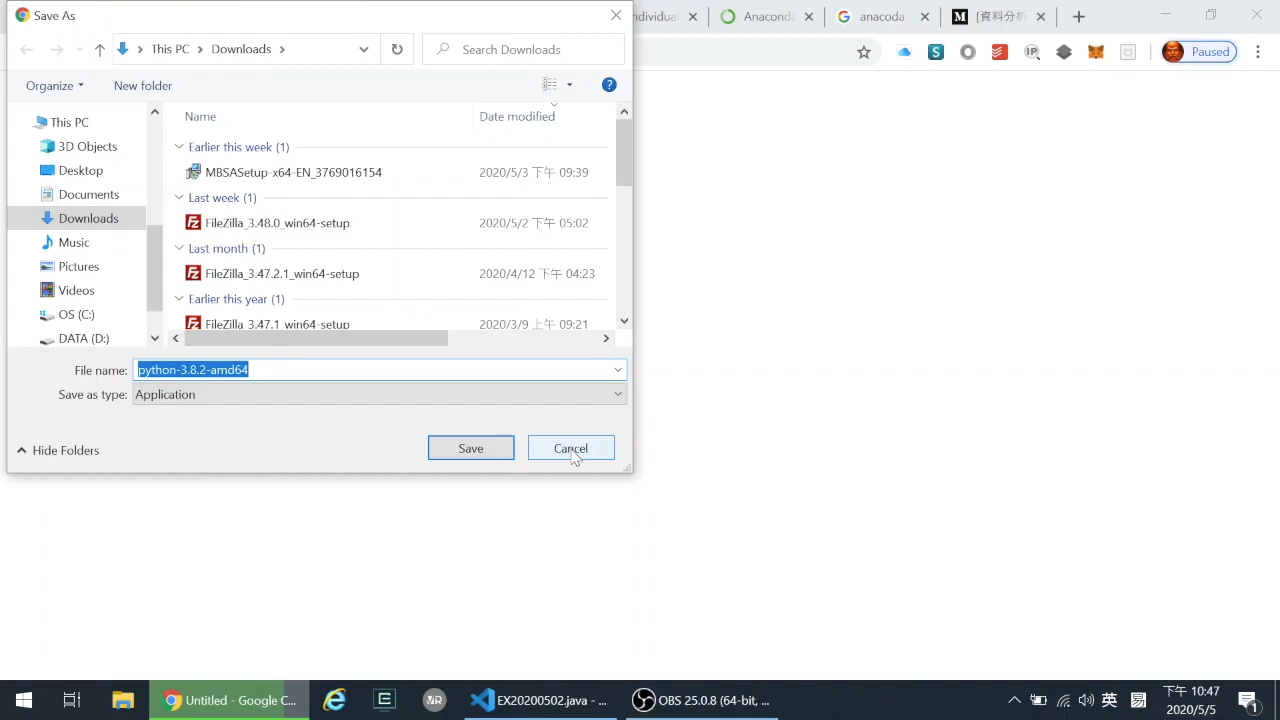 Save As
ndividual
Anaconda
anacoda
[資料分析
This PC
Downloads
Search Downloads
Paused
Organize
New folder
Name
Date modified
This PC
3D Objects
Desktop
Documents
Downloads
Music
Pictures
Videos
OS (C:)
DATA (D:)
Earlier this week (1)
MBSASetup-x64-EN_3769016154
2020/5/3 下午 09:39
Last week (1)
FileZilla_3.48.0_win64-setup
2020/5/2 下午 05:02
Last month (1)
FileZilla_3.47.2.1_win64-setup
2020/4/12 下午 04:23
Earlier this year (1)
FileZilla_3.47.1_win64-setup
2020/3/9 上午 09:21
File name:
python-3.8.2-amd64
Save as type:
Application
Hide Folders
Save
Cancel
Untitled - Google C...
EX20200502.java - ...
OBS 25.0.8 (64-bit, ...
英
下午 10:47
2020/5/5
1